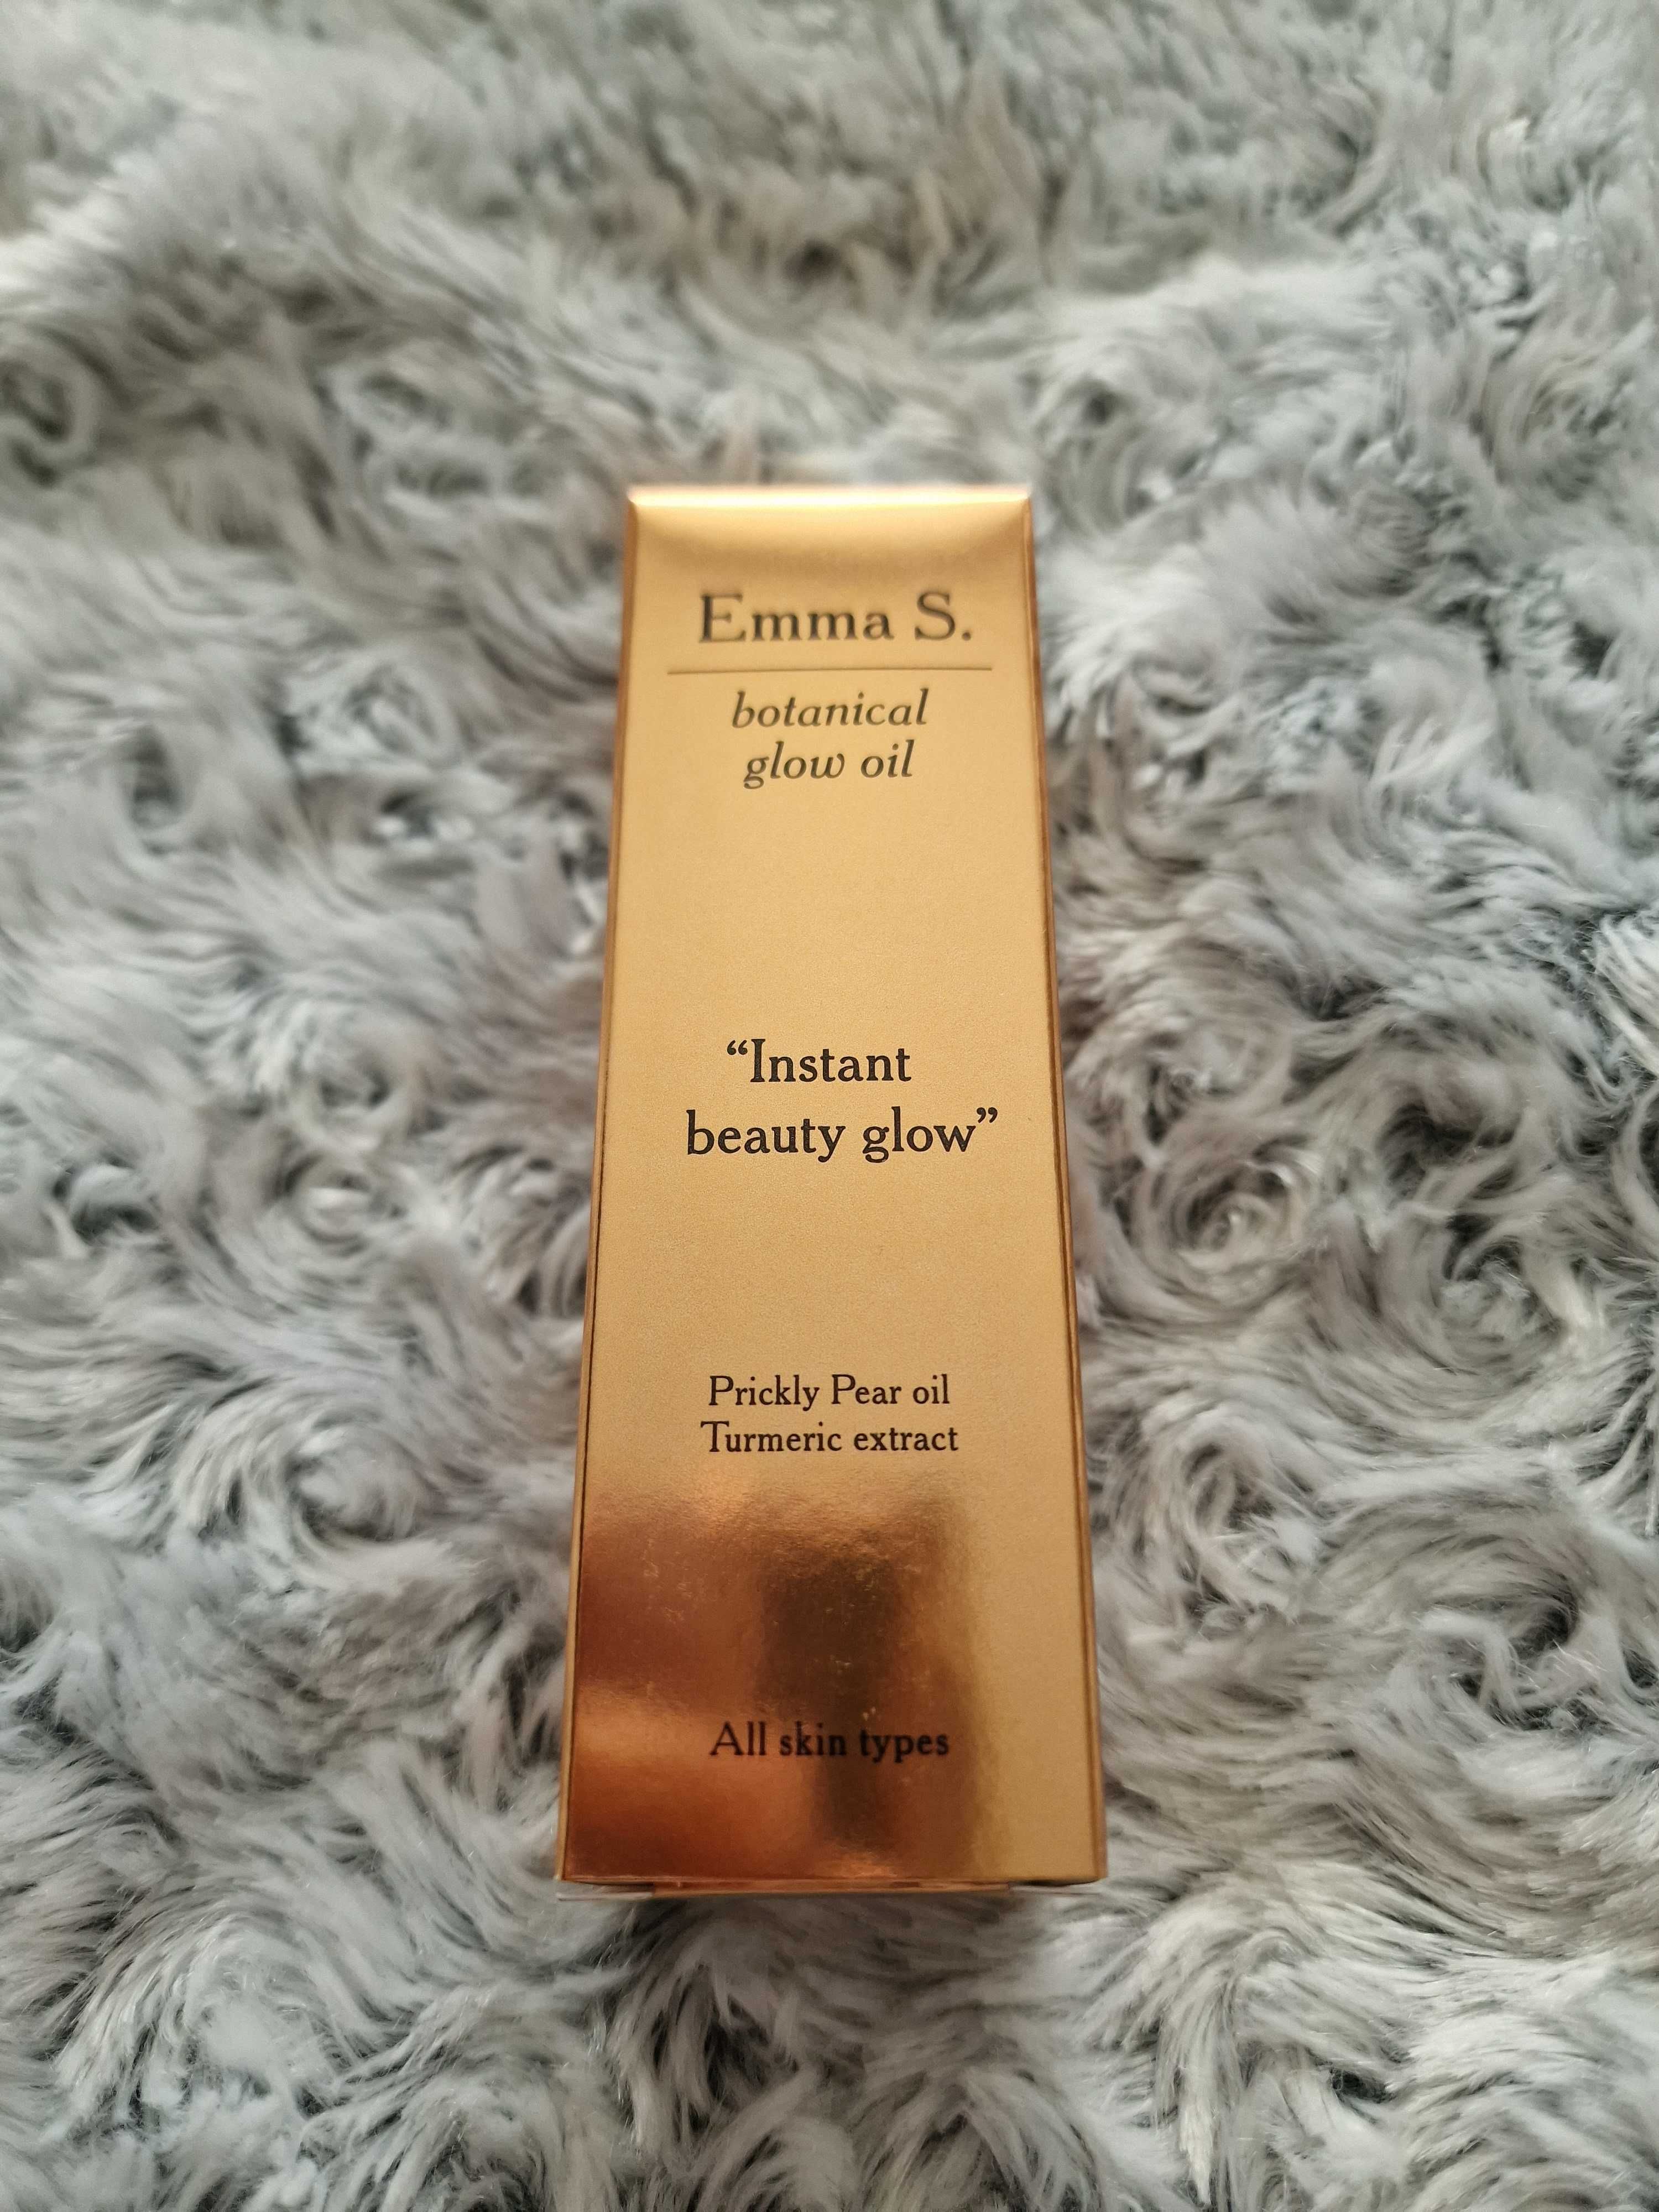 Emma S.
botanical
glow oil
“Instant
beauty glow”
Prickly Pear oil
Turmeric extract
All skin types